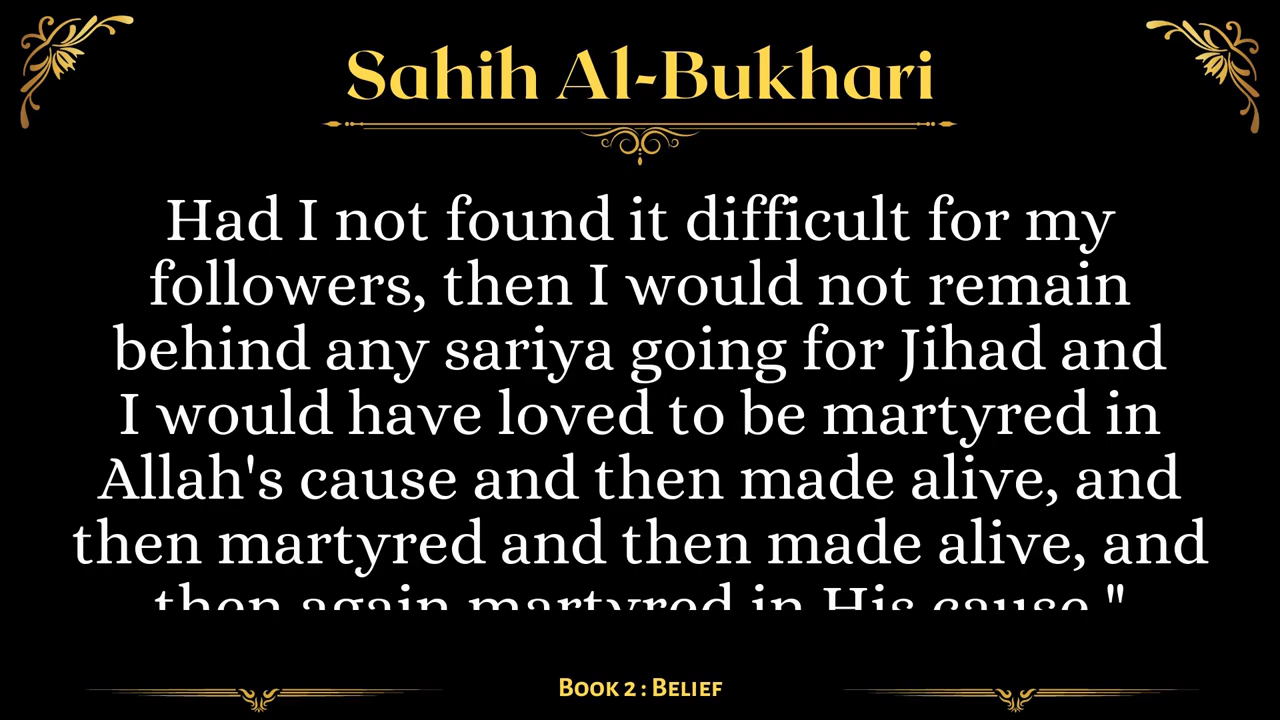 Sahih Al-Bukhari
Had I not found it difficult for my
followers, then I would not remain
behind any sariya going for Jihad and
I would have loved to be martyred in
Allah's cause and then made alive, and
then martyred and then made alive, and
then again martyred in His cause."
Book 2 : Belief